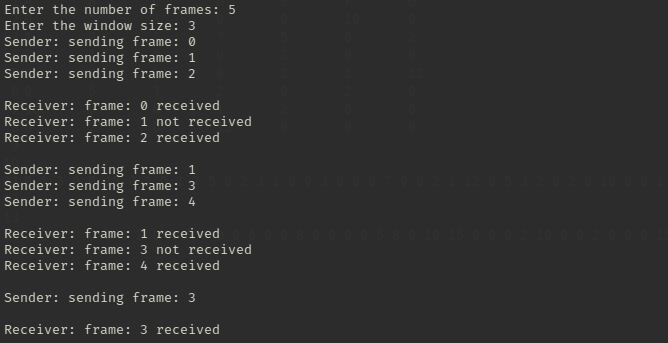 Enter the number of frames: 5
Enter the window size: 3
Sender: sending frame: 0
Sender: sending frame: 1
Sender: sending frame: 2
Receiver: frame: 0 received
Receiver: frame: 1 not received
Receiver: frame: 2 received
Sender: sending frame: 1
Sender: sending frame: 3
Sender: sending frame: 4
Receiver: frame: 1 received
Receiver: frame: 3 not received
Receiver: frame: 4 received
Sender: sending frame: 3
Receiver: frame: 3 received